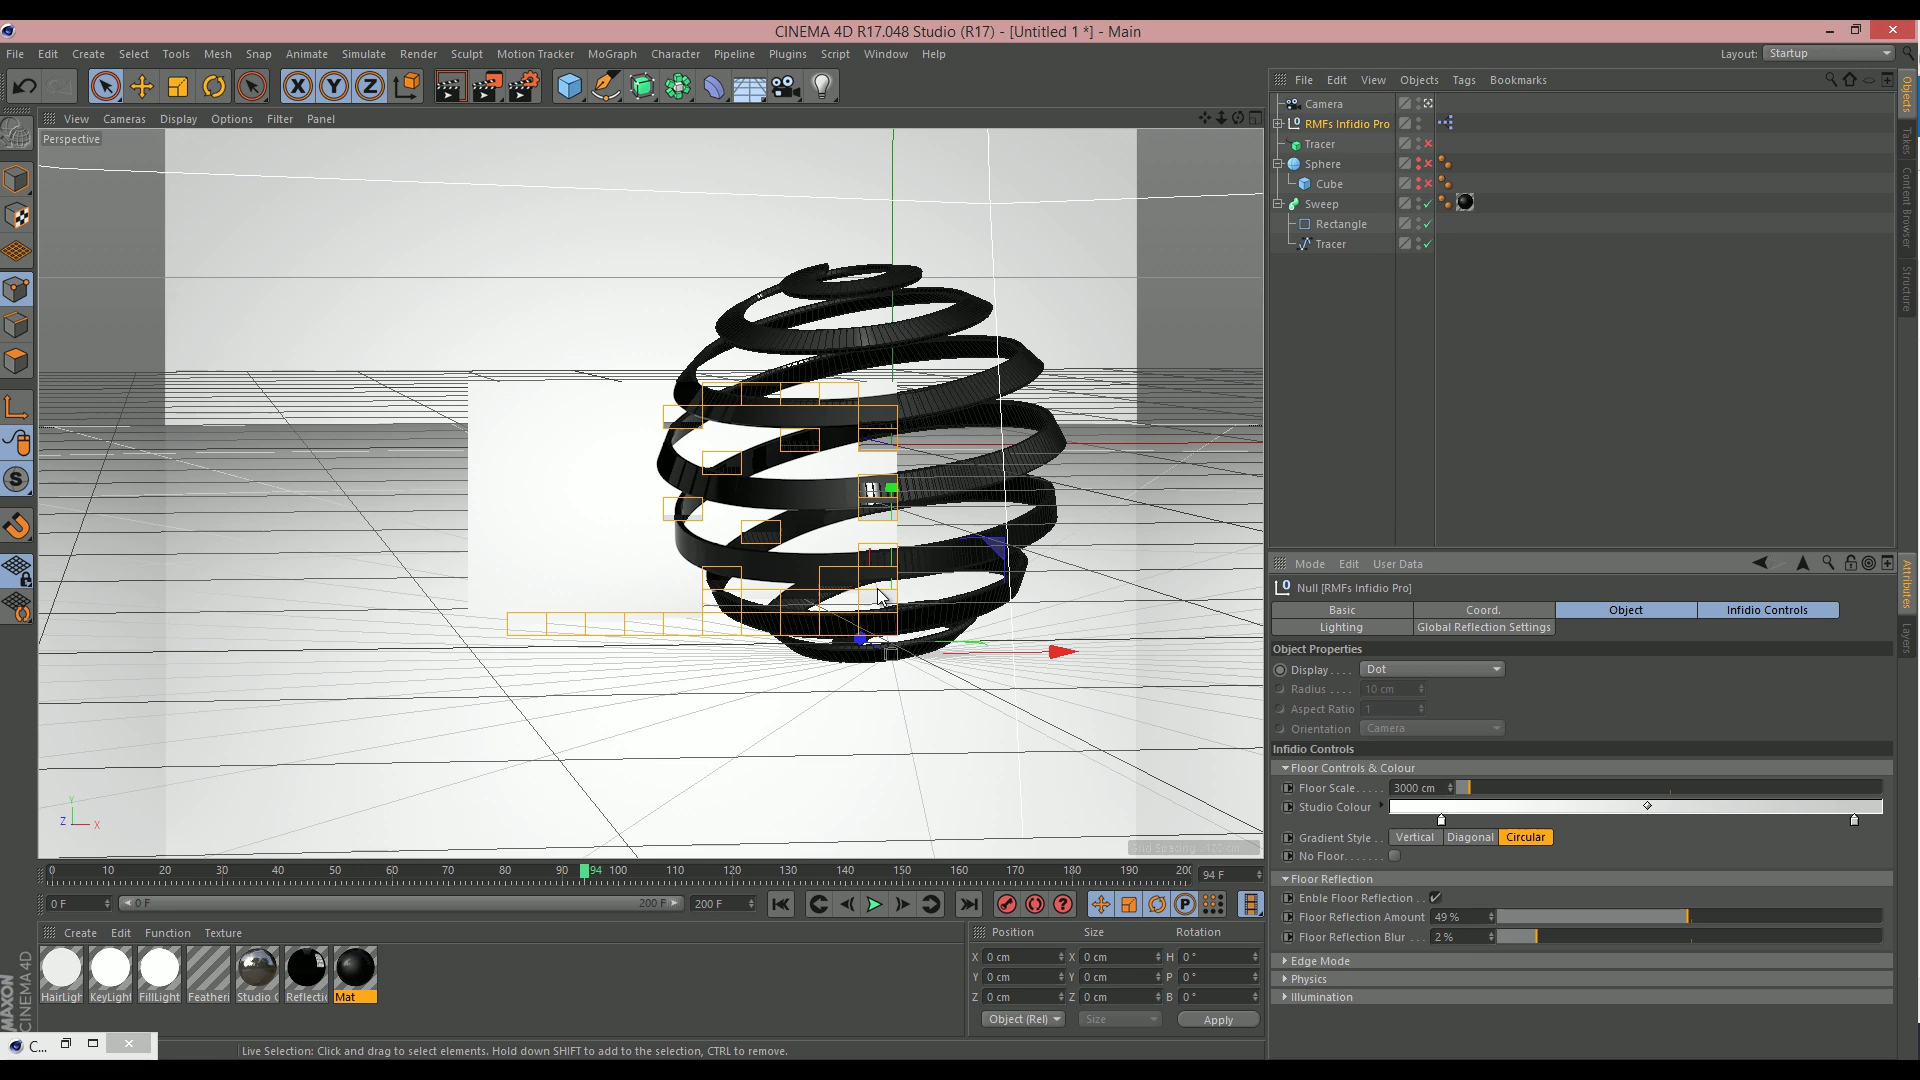 CINEMA 4D R17.048 Studio (R17) - [Untitled 1 *] - Main
File Edit Create Select Tools Mesh Snap Animate Simulate Render Sculpt Motion Tracker MoGraph Character Pipeline Plugins Script Window Help
Layout: Startup
File Edit View Objects Tags Bookmarks
Camera
RMFs Infidio Pro
Tracer
Sphere
Cube
Sweep
Rectangle
Tracer
Objects
Takes
Content Browser
Structure
View Cameras Display Options Filter Panel
Perspective
Mode Edit User Data
Null [RMFs Infidio Pro]
Basic Coord. Object Infidio Controls
Lighting Global Reflection Settings
Attributes
Layers
Object Properties
Display . . . . Dot
Radius . . . . 10 cm
Aspect Ratio 1
Orientation Camera
Infidio Controls
Floor Controls & Colour
Floor Scale. . . . . 3000 cm
Studio Colour
Gradient Style . . Vertical Diagonal Circular
No Floor. . . . . . .
Floor Reflection
Enble Floor Reflection . .
Floor Reflection Amount 49 %
Floor Reflection Blur . . . 2 %
Edge Mode
Physics
Illumination
Y
Z X
0 10 20 30 40 50 60 70 80 90 94 100 110 120 130 140 150 160 170 180 190 200
94 F
0 F 0 F 200 F 200 F
Create Edit Function Texture
HairLigh KeyLight FillLight Featheri Studio C Reflectio Mat
Position Size Rotation
X 0 cm X 0 cm H 0 °
Y 0 cm Y 0 cm P 0 °
Z 0 cm Z 0 cm B 0 °
Object (Rel) Size Apply
MAXON
CINEMA 4D
C...
Live Selection: Click and drag to select elements. Hold down SHIFT to add to the selection, CTRL to remove.